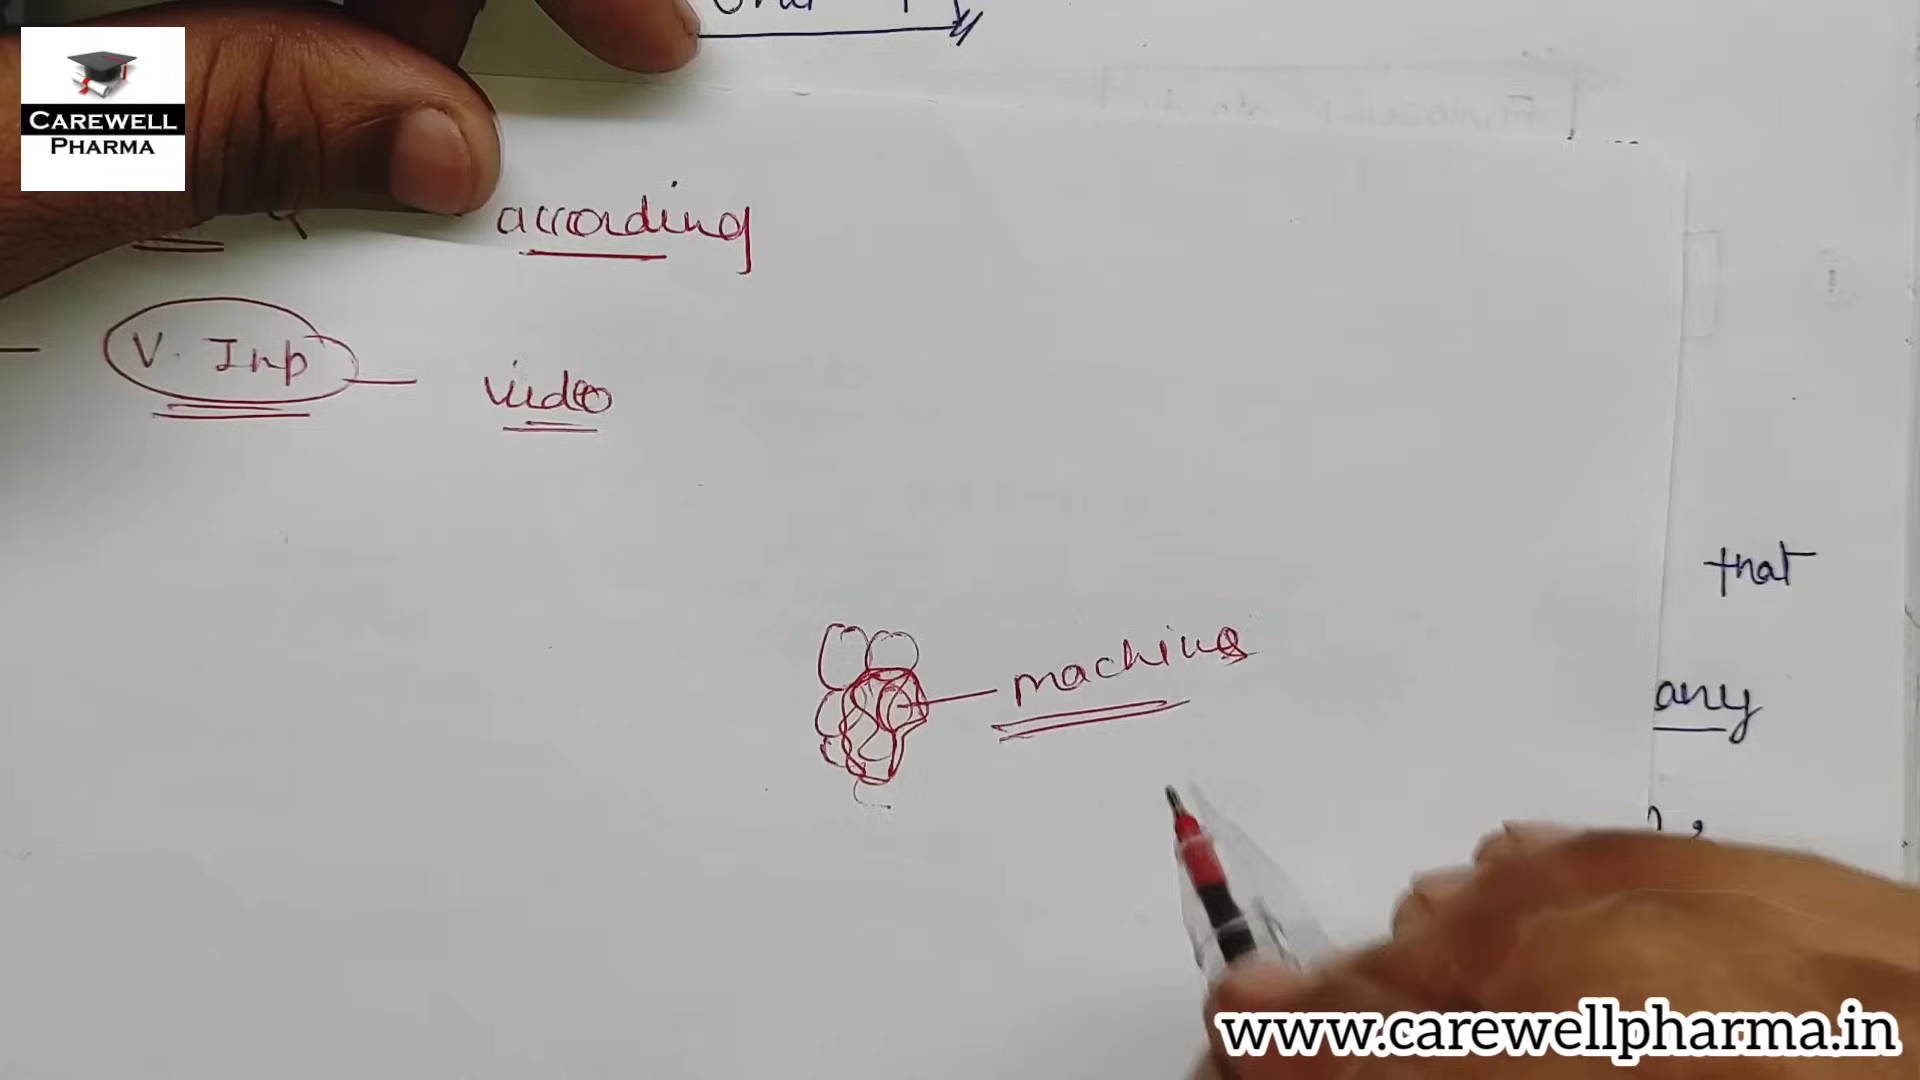 CAREWELL
PHARMA
according
V. Imp
video
that
machine
any
www.carewellpharma.in